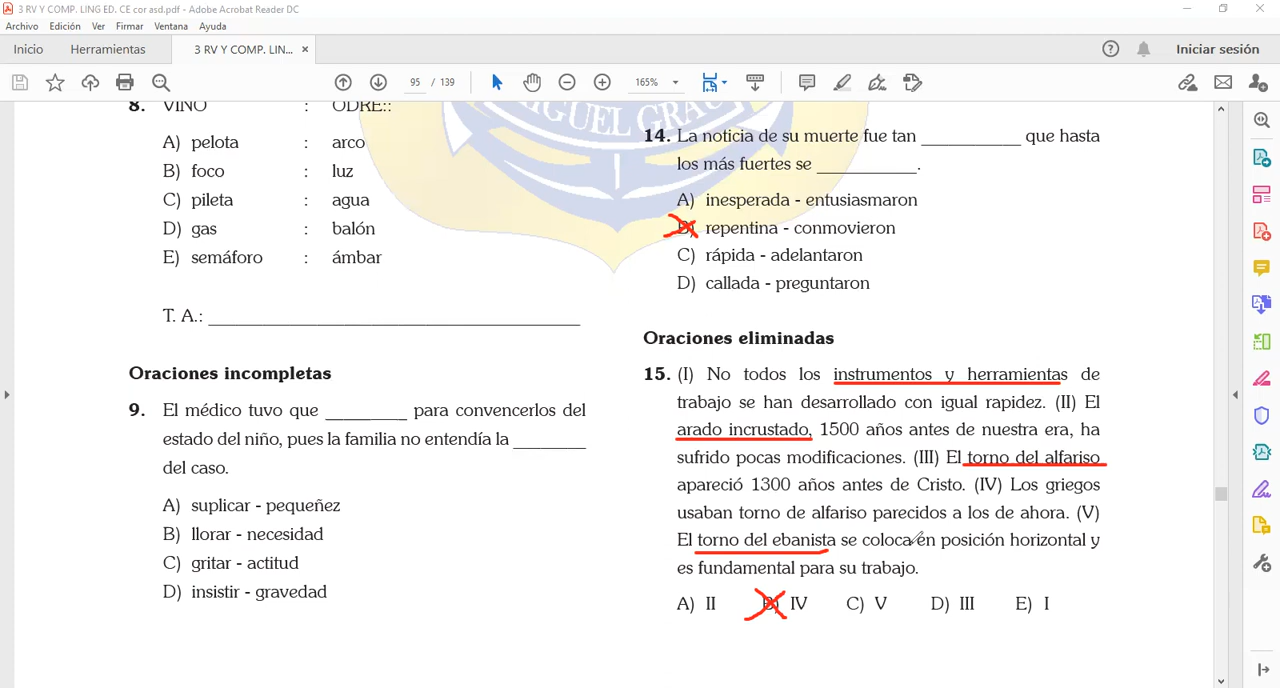 3 RV Y COMP. LING ED. CE cor asd.pdf - Adobe Acrobat Reader DC
Archivo Edición Ver Firmar Ventana Ayuda
Inicio Herramientas 3 RV Y COMP. LIN... × Iniciar sesión
95 / 139 165%
MIGUEL GRAU
8. VINO : ODRE::
A) pelota : arco
B) foco : luz
C) pileta : agua
D) gas : balón
E) semáforo : ámbar
T. A.: ____________________
Oraciones incompletas
9. El médico tuvo que ________ para convencerlos del
estado del niño, pues la familia no entendía la ________
del caso.
A) suplicar - pequeñez
B) llorar - necesidad
C) gritar - actitud
D) insistir - gravedad
14. La noticia de su muerte fue tan __________ que hasta
los más fuertes se __________.
A) inesperada - entusiasmaron
B) repentina - conmovieron
C) rápida - adelantaron
D) callada - preguntaron
Oraciones eliminadas
15. (I) No todos los instrumentos y herramientas de
trabajo se han desarrollado con igual rapidez. (II) El
arado incrustado, 1500 años antes de nuestra era, ha
sufrido pocas modificaciones. (III) El torno del alfariso
apareció 1300 años antes de Cristo. (IV) Los griegos
usaban torno de alfariso parecidos a los de ahora. (V)
El torno del ebanista se coloca en posición horizontal y
es fundamental para su trabajo.
A) II B) IV C) V D) III E) I